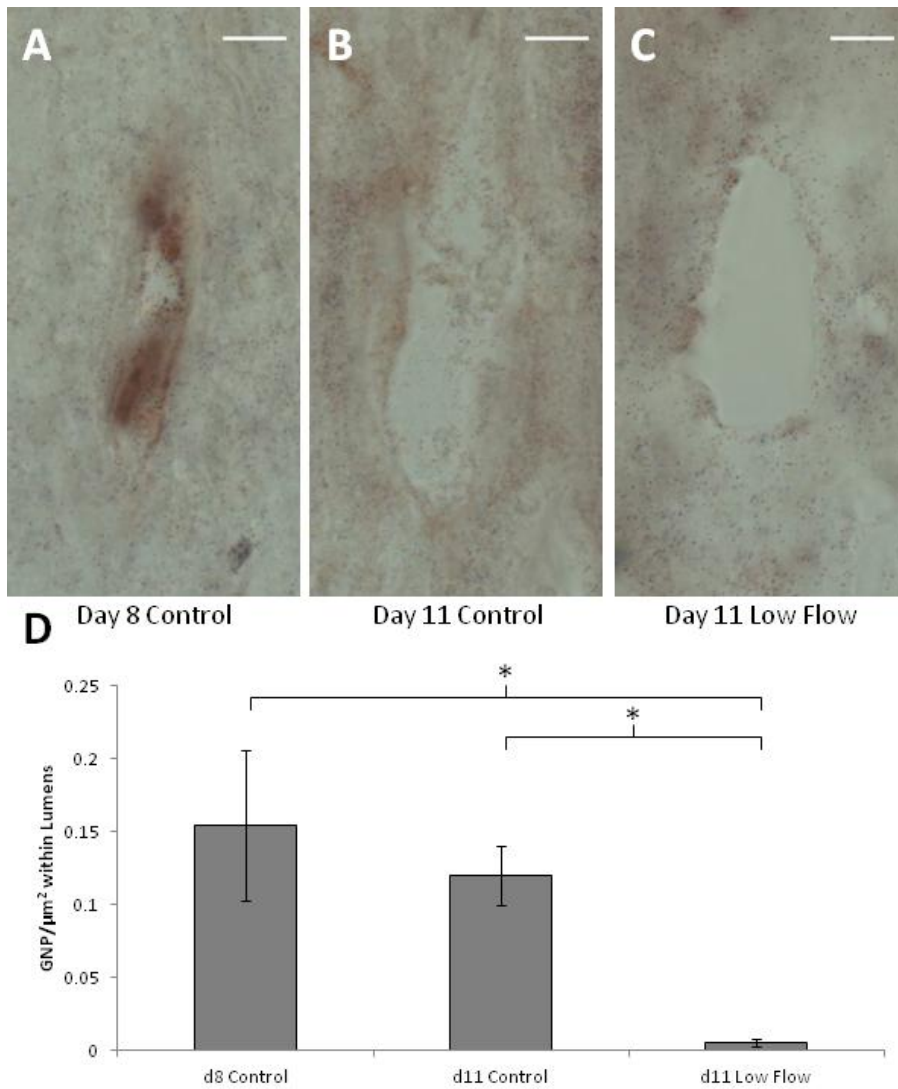 A B C
Day 8 Control Day 11 Control Day 11 Low Flow
D
*
*
0.25
0.2
0.15
0.1
0.05
0
GNP/µm² within Lumens
d8 Control d11 Control d11 Low Flow